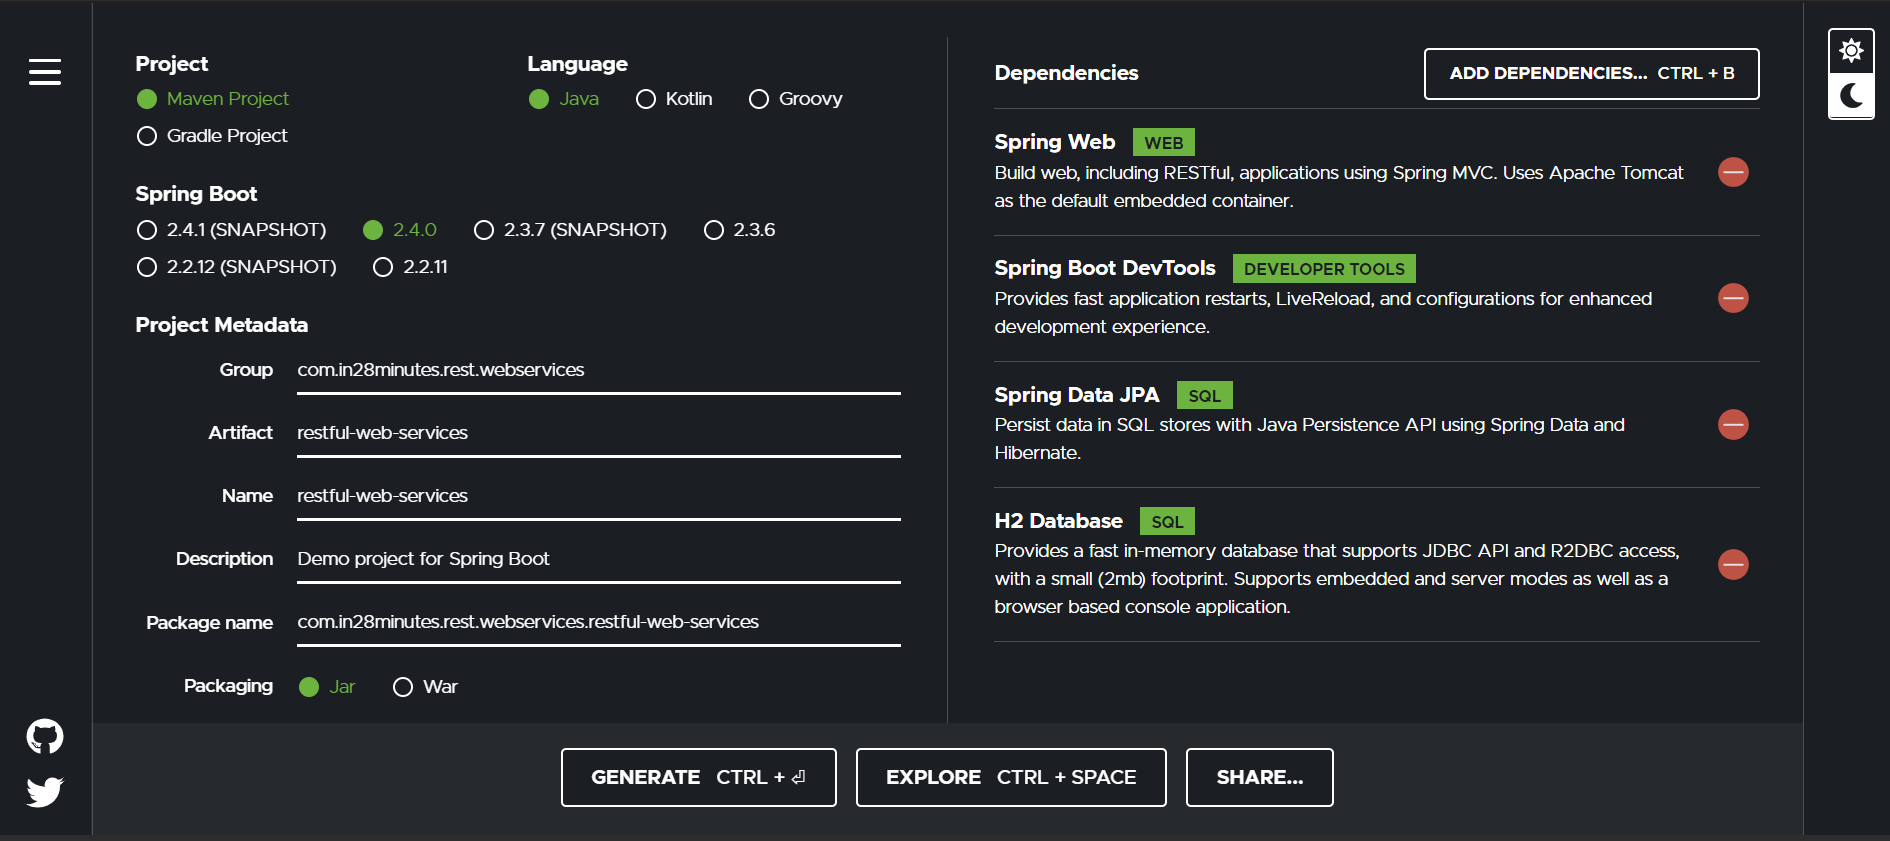 Project
Maven Project
Gradle Project
Language
Java Kotlin Groovy
Spring Boot
2.4.1 (SNAPSHOT) 2.4.0 2.3.7 (SNAPSHOT) 2.3.6
2.2.12 (SNAPSHOT) 2.2.11
Project Metadata
Group com.in28minutes.rest.webservices
Artifact restful-web-services
Name restful-web-services
Description Demo project for Spring Boot
Package name com.in28minutes.rest.webservices.restful-web-services
Packaging Jar War
Dependencies
ADD DEPENDENCIES... CTRL + B
Spring Web WEB
Build web, including RESTful, applications using Spring MVC. Uses Apache Tomcat
as the default embedded container.
Spring Boot DevTools DEVELOPER TOOLS
Provides fast application restarts, LiveReload, and configurations for enhanced
development experience.
Spring Data JPA SQL
Persist data in SQL stores with Java Persistence API using Spring Data and
Hibernate.
H2 Database SQL
Provides a fast in-memory database that supports JDBC API and R2DBC access,
with a small (2mb) footprint. Supports embedded and server modes as well as a
browser based console application.
GENERATE CTRL + ⏎
EXPLORE CTRL + SPACE
SHARE...